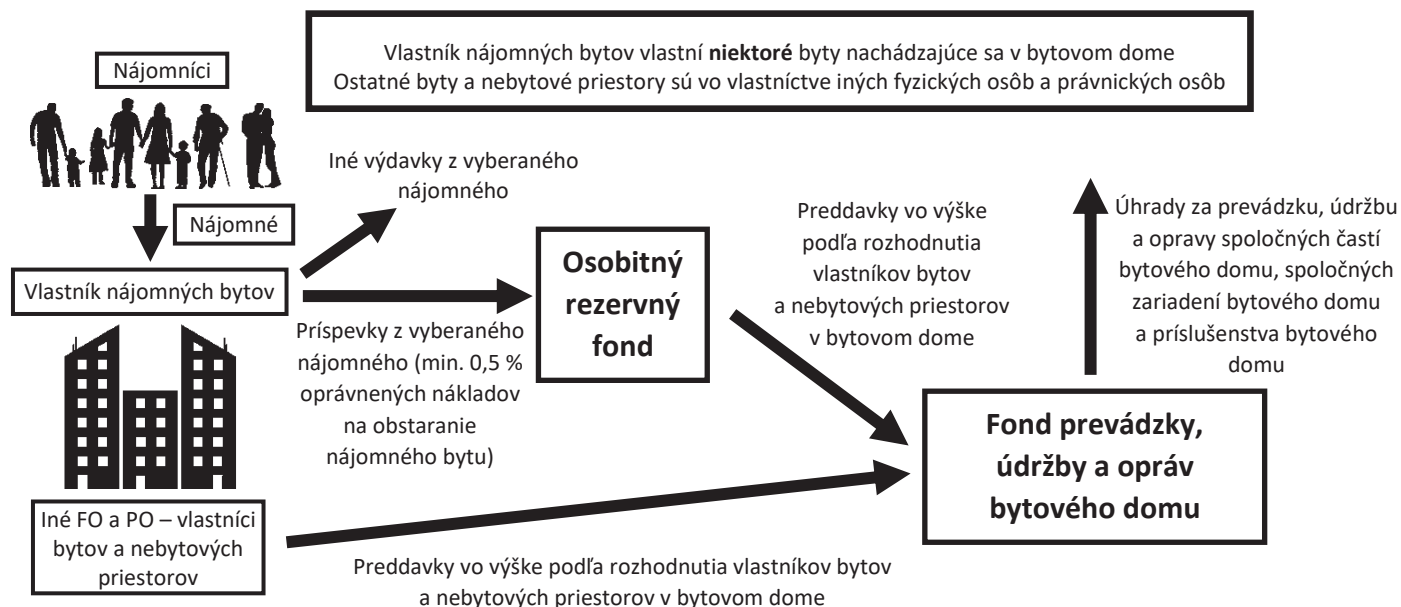 Vlastník nájomných bytov vlastní niektoré byty nachádzajúce sa v bytovom dome
Ostatné byty a nebytové priestory sú vo vlastníctve iných fyzických osôb a právnických osôb
Nájomníci
Nájomné
Vlastník nájomných bytov
Iné výdavky z vyberaného
nájomného
Príspevky z vyberaného
nájomného (min. 0,5 %
oprávnených nákladov
na obstaranie
nájomného bytu)
Osobitný
rezervný
fond
Preddavky vo výške
podľa rozhodnutia
vlastníkov bytov
a nebytových priestorov
v bytovom dome
Úhrady za prevádzku, údržbu
a opravy spoločných častí
bytového domu, spoločných
zariadení bytového domu
a príslušenstva bytového
domu
Fond prevádzky,
údržby a opráv
bytového domu
Iné FO a PO – vlastníci
bytov a nebytových
priestorov
Preddavky vo výške podľa rozhodnutia vlastníkov bytov
a nebytových priestorov v bytovom dome